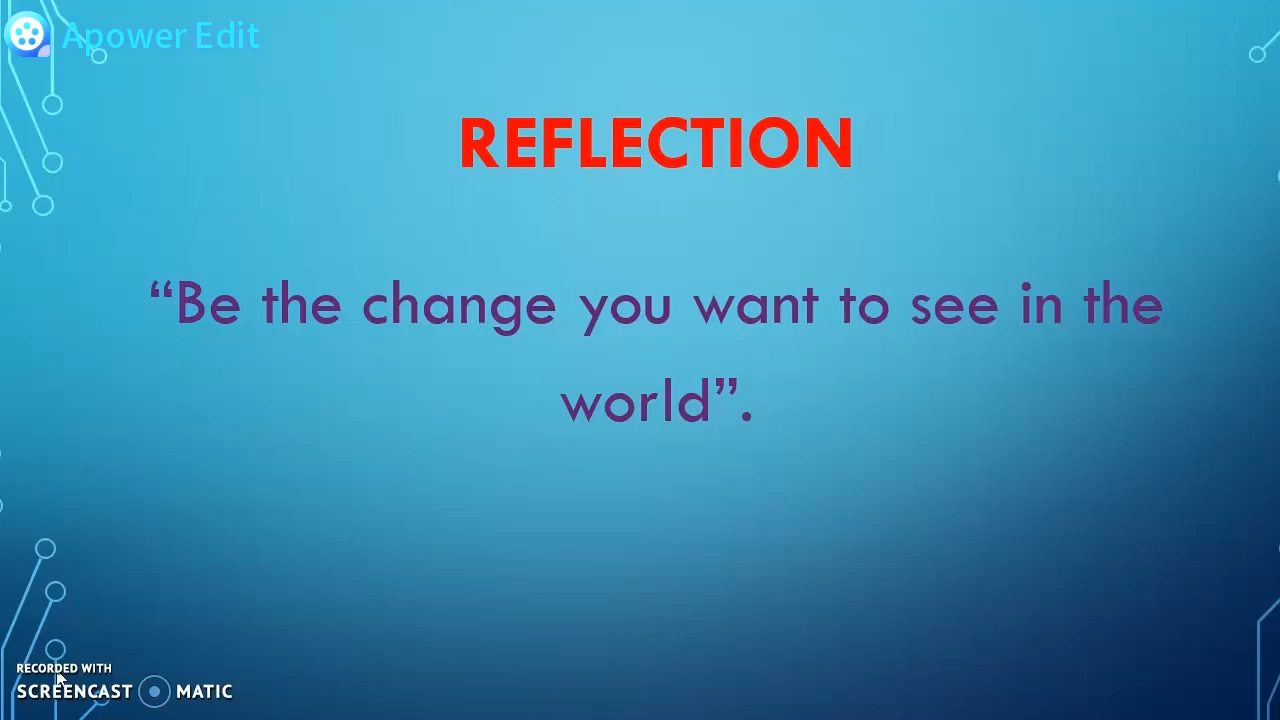 Apower Edit
REFLECTION
“Be the change you want to see in the
world”.
RECORDED WITH
SCREENCAST MATIC